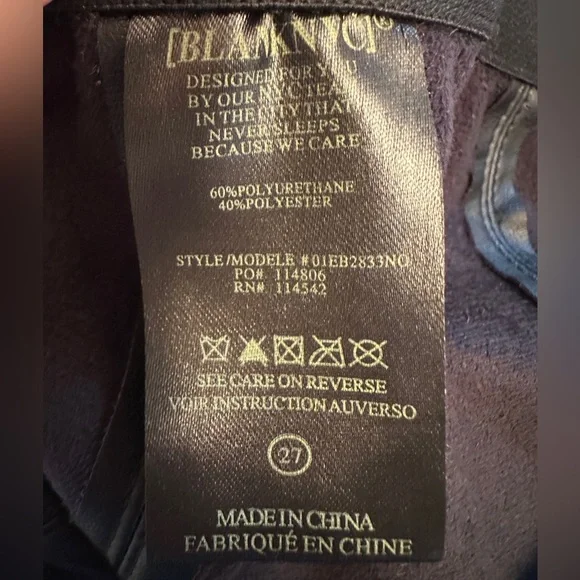 [BLANKNYC]®
DESIGNED FOR YOU
BY OUR NYC TEAM
IN THE CITY THAT
NEVER SLEEPS
BECAUSE WE CARE
60%POLYURETHANE
40%POLYESTER
STYLE/MODELE #01EB2833NO
PO# 114806
RN# 114542
SEE CARE ON REVERSE
VOIR INSTRUCTION AUVERSO
27
MADE IN CHINA
FABRIQUÉ EN CHINE